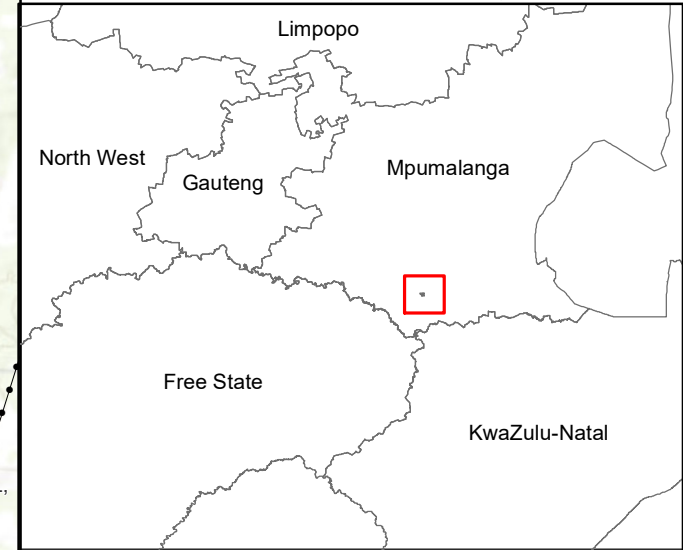 Limpopo
North West
Gauteng
Mpumalanga
Free State
KwaZulu-Natal